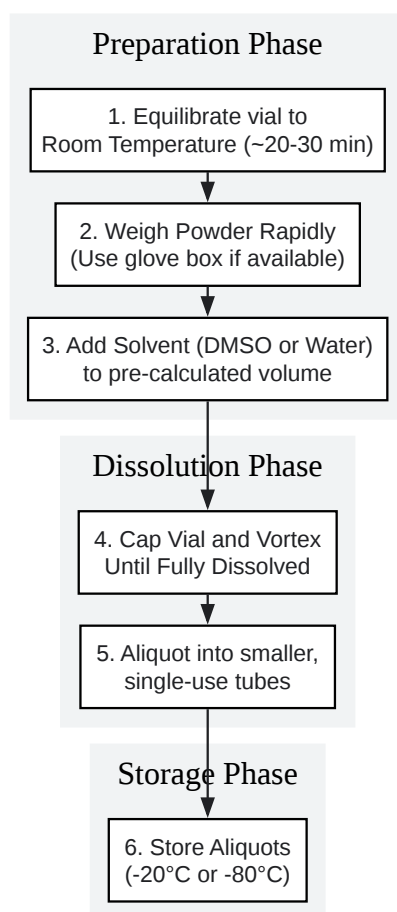 Preparation Phase
1. Equilibrate vial to
Room Temperature (~20-30 min)
2. Weigh Powder Rapidly
(Use glove box if available)
3. Add Solvent (DMSO or Water)
to pre-calculated volume
Dissolution Phase
4. Cap Vial and Vortex
Until Fully Dissolved
5. Aliquot into smaller,
single-use tubes
Storage Phase
6. Store Aliquots
(-20°C or -80°C)